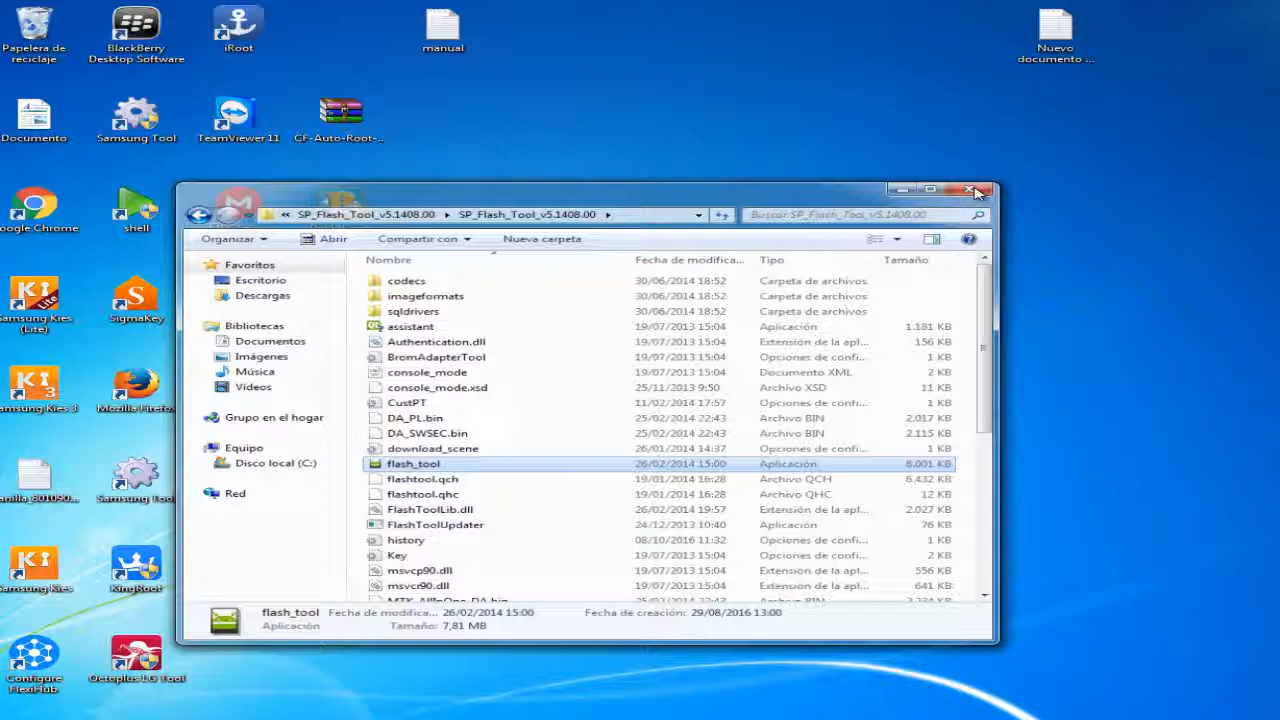 Papelera de
reciclaje
BlackBerry
Desktop Software
iRoot
manual
Nuevo
documento ...
Documento
Samsung Tool
TeamViewer 11
CF-Auto-Root-...
oogle Chrome
shell
Samsung Kies
(Lite)
SigmaKey
Samsung Kies 3
Mozilla Firefox
anilla_801090...
Samsung Tool
Samsung Kies
KingRoot
Configure
FlexiHub
Octoplus LG Tool
« SP_Flash_Tool_v5.1408.00 ▸ SP_Flash_Tool_v5.1408.00 ▸
Buscar SP_Flash_Tool_v5.1408.00
Organizar Abrir Compartir con Nueva carpeta
Favoritos
Escritorio
Descargas
Bibliotecas
Documentos
Imágenes
Música
Vídeos
Grupo en el hogar
Equipo
Disco local (C:)
Red
Nombre Fecha de modifica... Tipo Tamaño
codecs 30/06/2014 18:52 Carpeta de archivos
imageformats 30/06/2014 18:52 Carpeta de archivos
sqldrivers 30/06/2014 18:52 Carpeta de archivos
assistant 19/07/2013 15:04 Aplicación 1.181 KB
Authentication.dll 19/07/2013 15:04 Extensión de la apl... 156 KB
BromAdapterTool 19/07/2013 15:04 Opciones de confi... 1 KB
console_mode 19/07/2013 15:04 Documento XML 2 KB
console_mode.xsd 25/11/2013 9:50 Archivo XSD 11 KB
CustPT 11/02/2014 17:57 Opciones de confi... 1 KB
DA_PL.bin 25/02/2014 22:43 Archivo BIN 2.017 KB
DA_SWSEC.bin 25/02/2014 22:43 Archivo BIN 2.115 KB
download_scene 26/01/2014 14:37 Opciones de confi... 1 KB
flash_tool 26/02/2014 15:00 Aplicación 8.001 KB
flashtool.qch 19/01/2014 16:28 Archivo QCH 6.432 KB
flashtool.qhc 19/01/2014 16:28 Archivo QHC 12 KB
FlashToolLib.dll 26/02/2014 19:57 Extensión de la apl... 2.027 KB
FlashToolUpdater 24/12/2013 10:40 Aplicación 76 KB
history 08/10/2016 11:32 Opciones de confi... 1 KB
Key 19/07/2013 15:04 Opciones de confi... 2 KB
msvcp90.dll 19/07/2013 15:04 Extensión de la apl... 556 KB
msvcr90.dll 19/07/2013 15:04 Extensión de la apl... 641 KB
MTK_AllInOne_DA.bin
flash_tool Fecha de modifica... 26/02/2014 15:00 Fecha de creación: 29/08/2016 13:00
Aplicación Tamaño: 7,81 MB